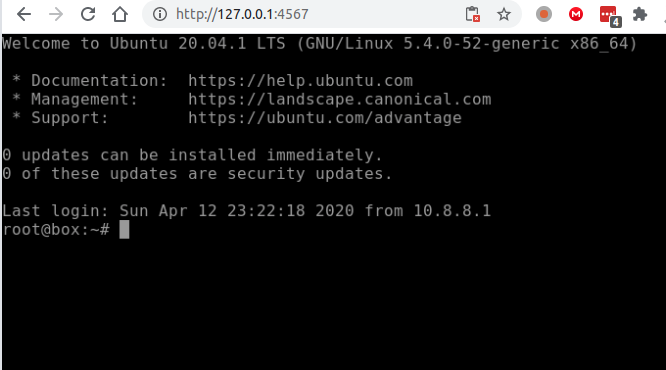 http://127.0.0.1:4567
4
Welcome to Ubuntu 20.04.1 LTS (GNU/Linux 5.4.0-52-generic x86_64)
* Documentation:  https://help.ubuntu.com
* Management:     https://landscape.canonical.com
* Support:        https://ubuntu.com/advantage
0 updates can be installed immediately.
0 of these updates are security updates.
Last login: Sun Apr 12 23:22:18 2020 from 10.8.8.1
root@box:~#